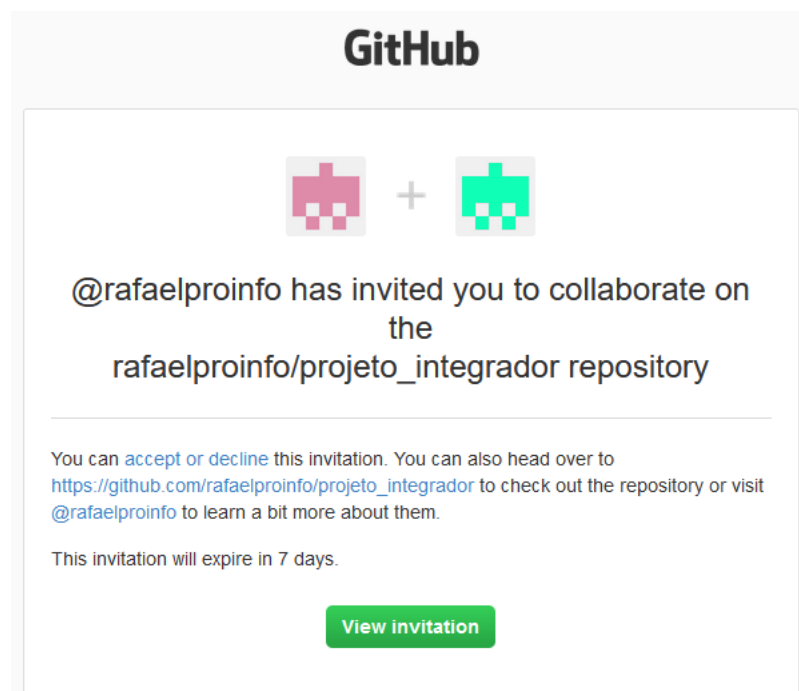 GitHub
@rafaelproinfo has invited you to collaborate on
the
rafaelproinfo/projeto_integrador repository
You can accept or decline this invitation. You can also head over to
https://github.com/rafaelproinfo/projeto_integrador to check out the repository or visit
@rafaelproinfo to learn a bit more about them.
This invitation will expire in 7 days.
View invitation